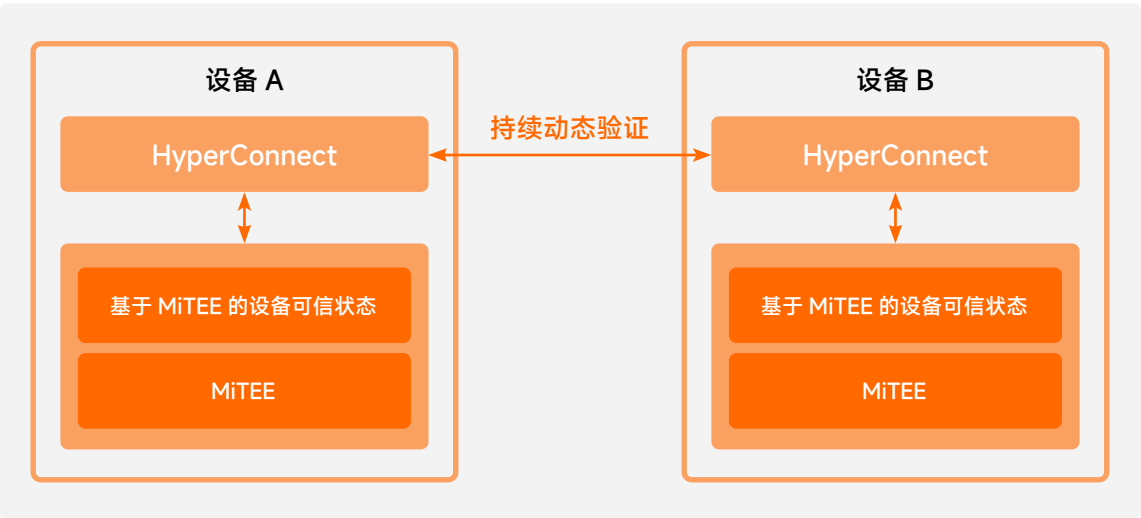 设备 A
HyperConnect
基于 MiTEE 的设备可信状态
MiTEE
持续动态验证
设备 B
HyperConnect
基于 MiTEE 的设备可信状态
MiTEE